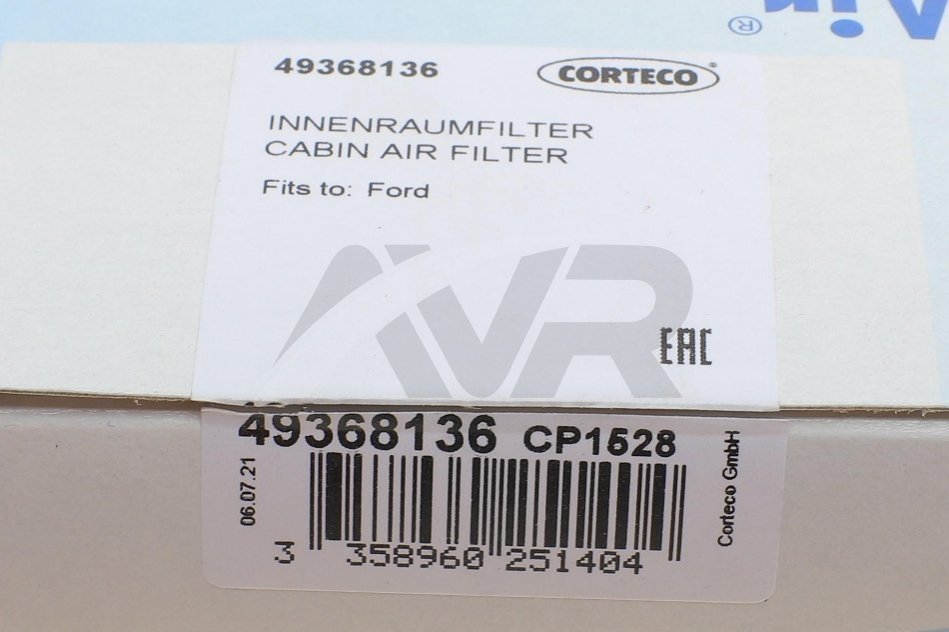 ®
49368136 CORTECO
INNENRAUMFILTER
CABIN AIR FILTER
Fits to: Ford
AVR
EAC
49368136 CP1528
06.07.21
Corteco GmbH
3 358960 251404